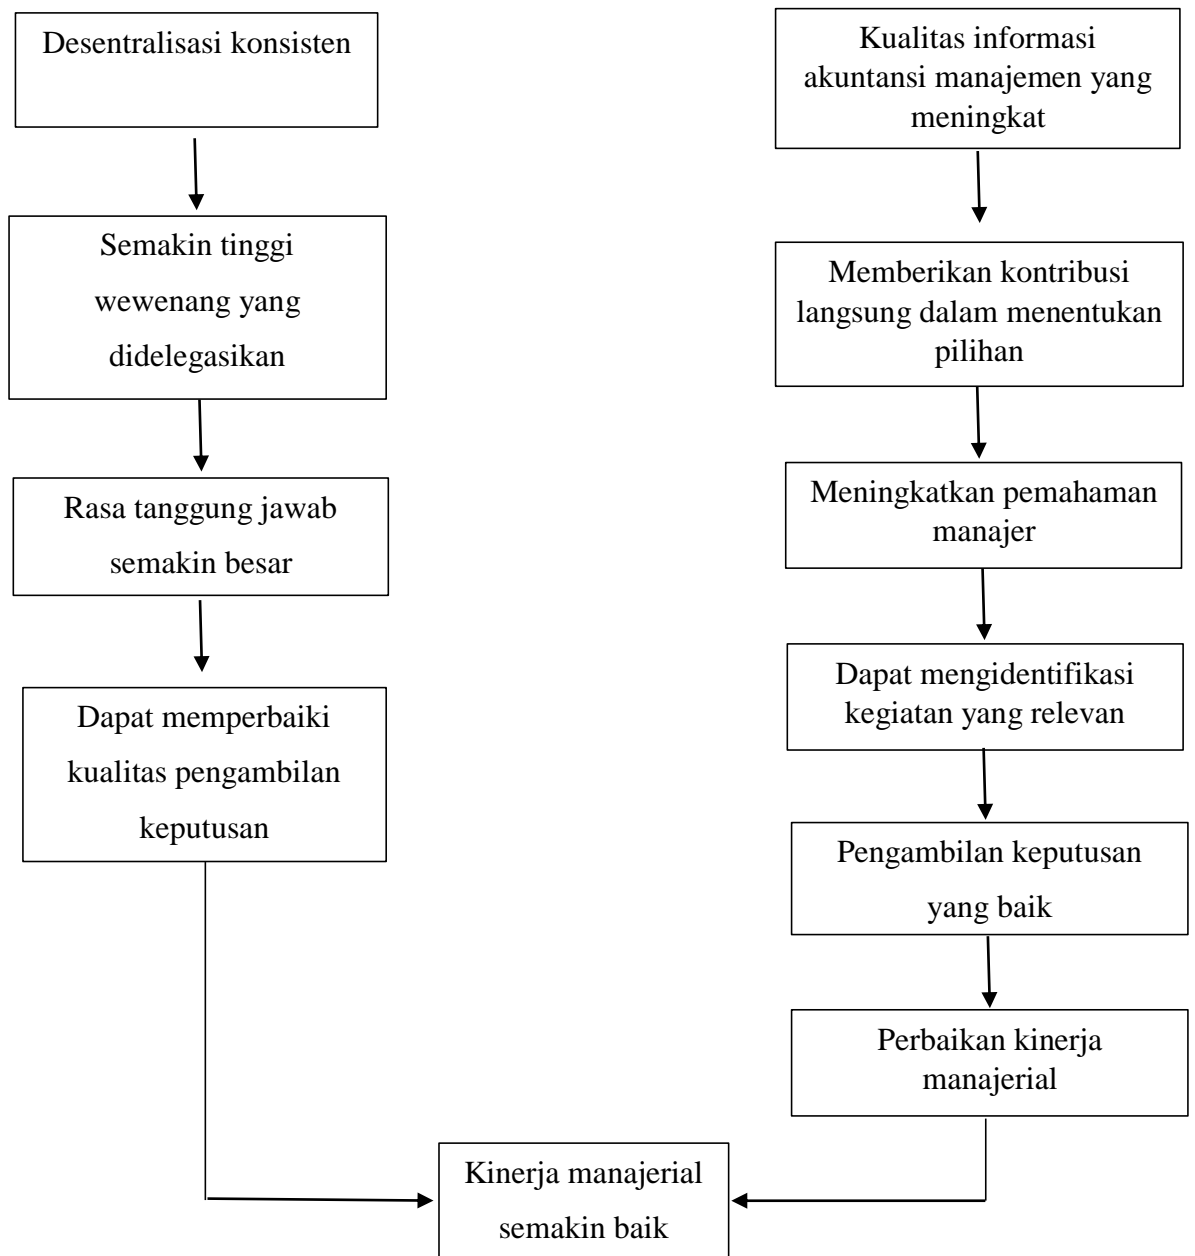 Desentralisasi konsisten
Semakin tinggi
wewenang yang
didelegasikan
Rasa tanggung jawab
semakin besar
Dapat memperbaiki
kualitas pengambilan
keputusan
Kualitas informasi
akuntansi manajemen yang
meningkat
Memberikan kontribusi
langsung dalam menentukan
pilihan
Meningkatkan pemahaman
manajer
Dapat mengidentifikasi
kegiatan yang relevan
Pengambilan keputusan
yang baik
Perbaikan kinerja
manajerial
Kinerja manajerial
semakin baik